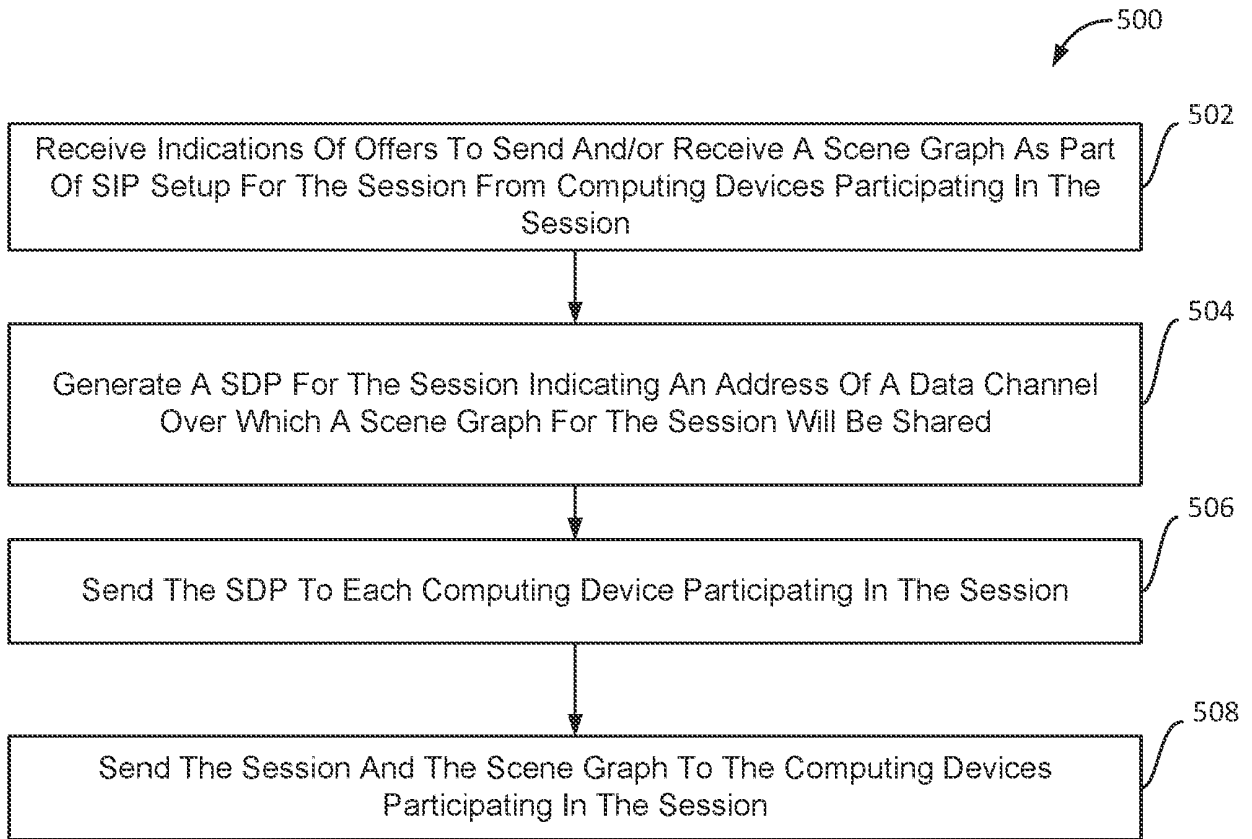 500
502
Receive Indications Of Offers To Send And/or Receive A Scene Graph As Part
Of SIP Setup For The Session From Computing Devices Participating In The
Session
504
Generate A SDP For The Session Indicating An Address Of A Data Channel
Over Which A Scene Graph For The Session Will Be Shared
506
Send The SDP To Each Computing Device Participating In The Session
508
Send The Session And The Scene Graph To The Computing Devices
Participating In The Session